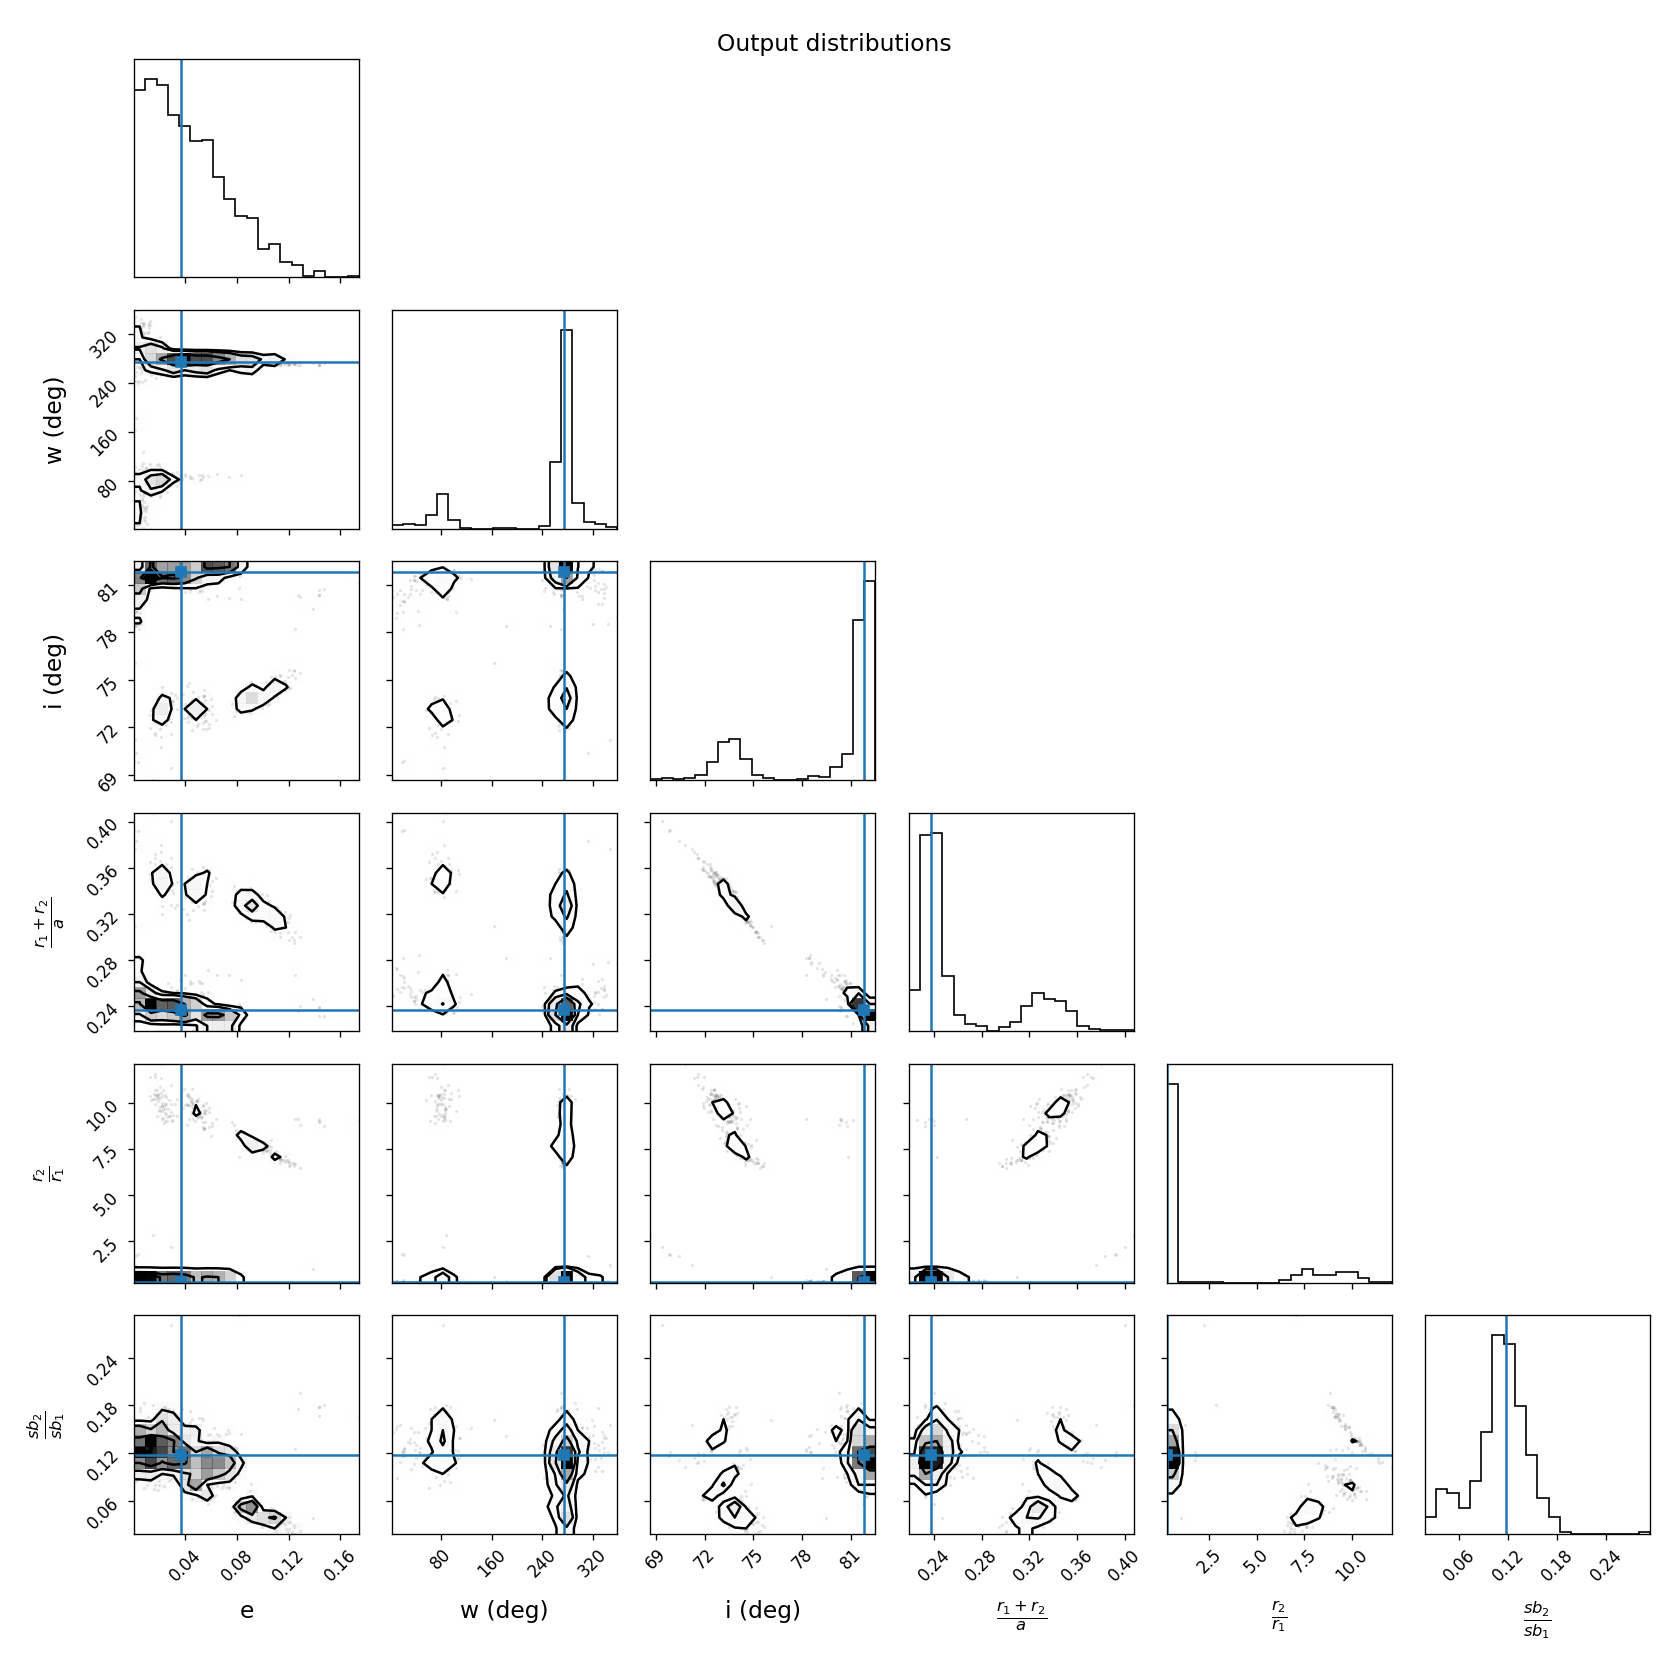 Output distributions
w (deg)
320
240
160
80
i (deg)
81
78
75
72
69
r₁ + r₂
a
0.40
0.36
0.32
0.28
0.24
r₂
r₁
10.0
7.5
5.0
2.5
sb₂
sb₁
0.24
0.18
0.12
0.06
0.04 0.08 0.12 0.16
80 160 240 320
69 72 75 78 81
0.24 0.28 0.32 0.36 0.40
2.5 5.0 7.5 10.0
0.06 0.12 0.18 0.24
e
w (deg)
i (deg)
r₁ + r₂
a
r₂
r₁
sb₂
sb₁